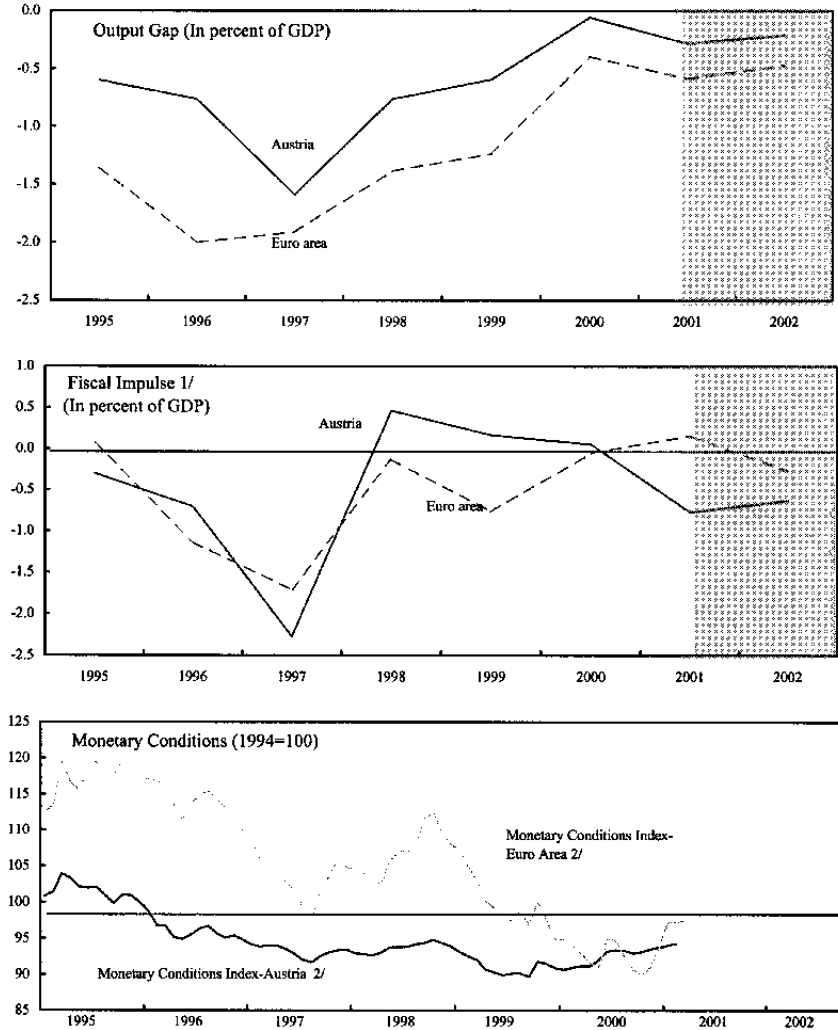 0.0
Output Gap (In percent of GDP)
-0.5
-1.0
Austria
-1.5
-2.0
Euro area
-2.5
1995 1996 1997 1998 1999 2000 2001 2002
1.0
Fiscal Impulse 1/
(In percent of GDP)
0.5
Austria
0.0
-0.5
Euro area
-1.0
-1.5
-2.0
-2.5
1995 1996 1997 1998 1999 2000 2001 2002
125
Monetary Conditions (1994=100)
120
115
110
Monetary Conditions Index-
Euro Area 2/
105
100
95
90
Monetary Conditions Index-Austria 2/
85
1995 1996 1997 1998 1999 2000 2001 2002